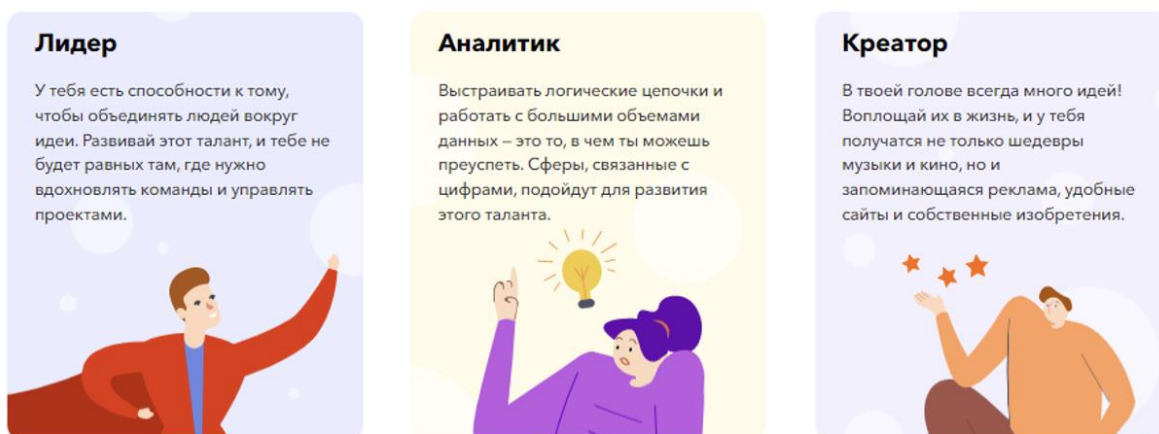 Лидер
У тебя есть способности к тому,
чтобы объединять людей вокруг
идеи. Развивай этот талант, и тебе не
будет равных там, где нужно
вдохновлять команды и управлять
проектами.
Аналитик
Выстраивать логические цепочки и
работать с большими объемами
данных – это то, в чем ты можешь
преуспеть. Сферы, связанные с
цифрами, подойдут для развития
этого таланта.
Креатор
В твоей голове всегда много идей!
Воплощай их в жизнь, и у тебя
получатся не только шедевры
музыки и кино, но и
запоминающаяся реклама, удобные
сайты и собственные изобретения.